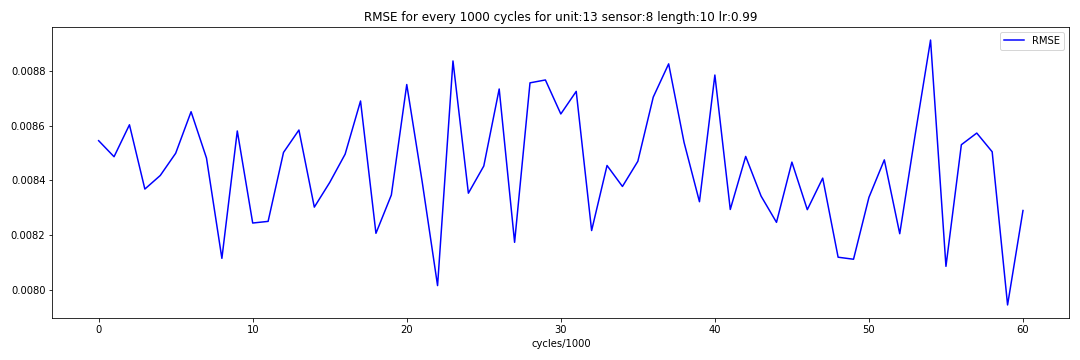 RMSE for every 1000 cycles for unit:13 sensor:8 length:10 lr:0.99
RMSE
0.0088
0.0086
0.0084
0.0082
0.0080
0 10 20 30 40 50 60
cycles/1000